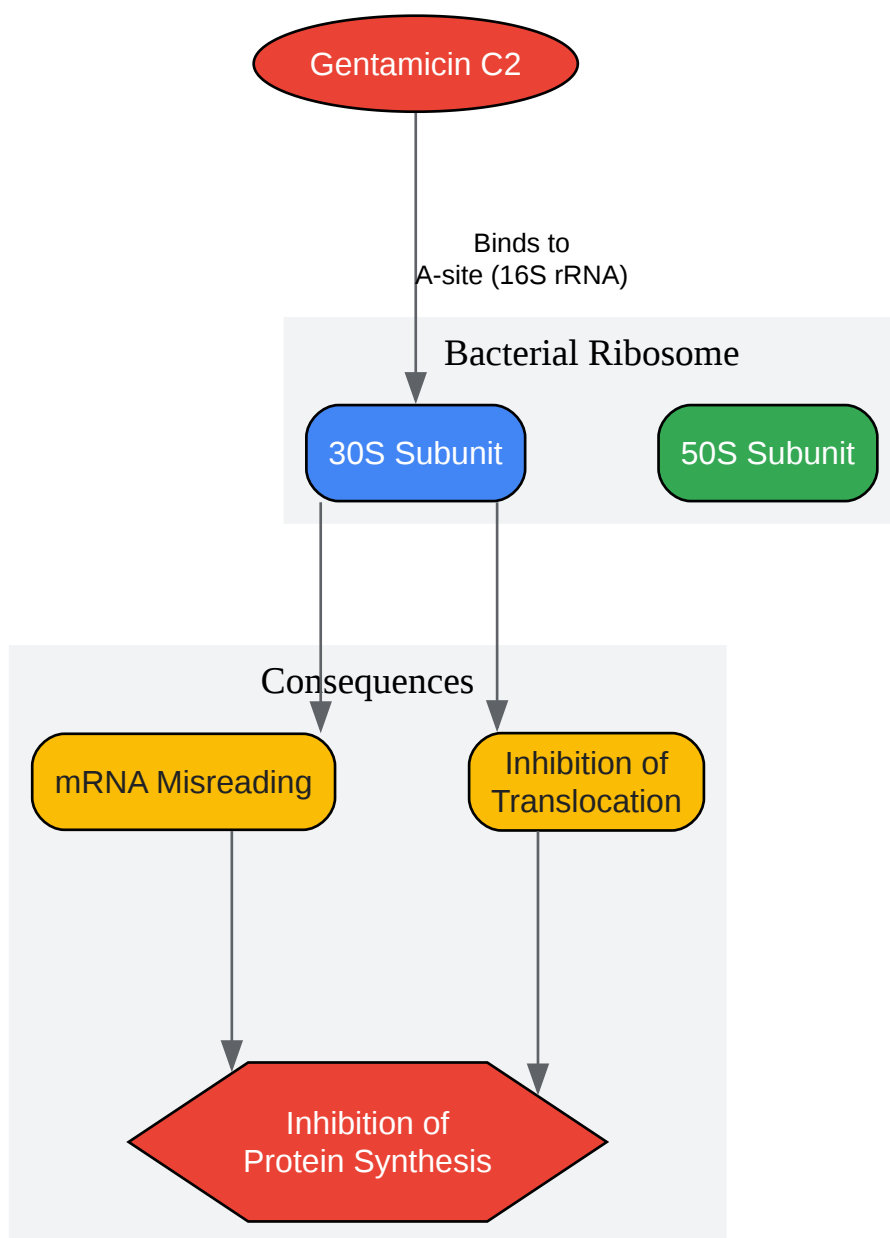 Gentamicin C2
Binds to
A-site (16S rRNA)
Bacterial Ribosome
30S Subunit
50S Subunit
Consequences
mRNA Misreading
Inhibition of
Translocation
Inhibition of
Protein Synthesis